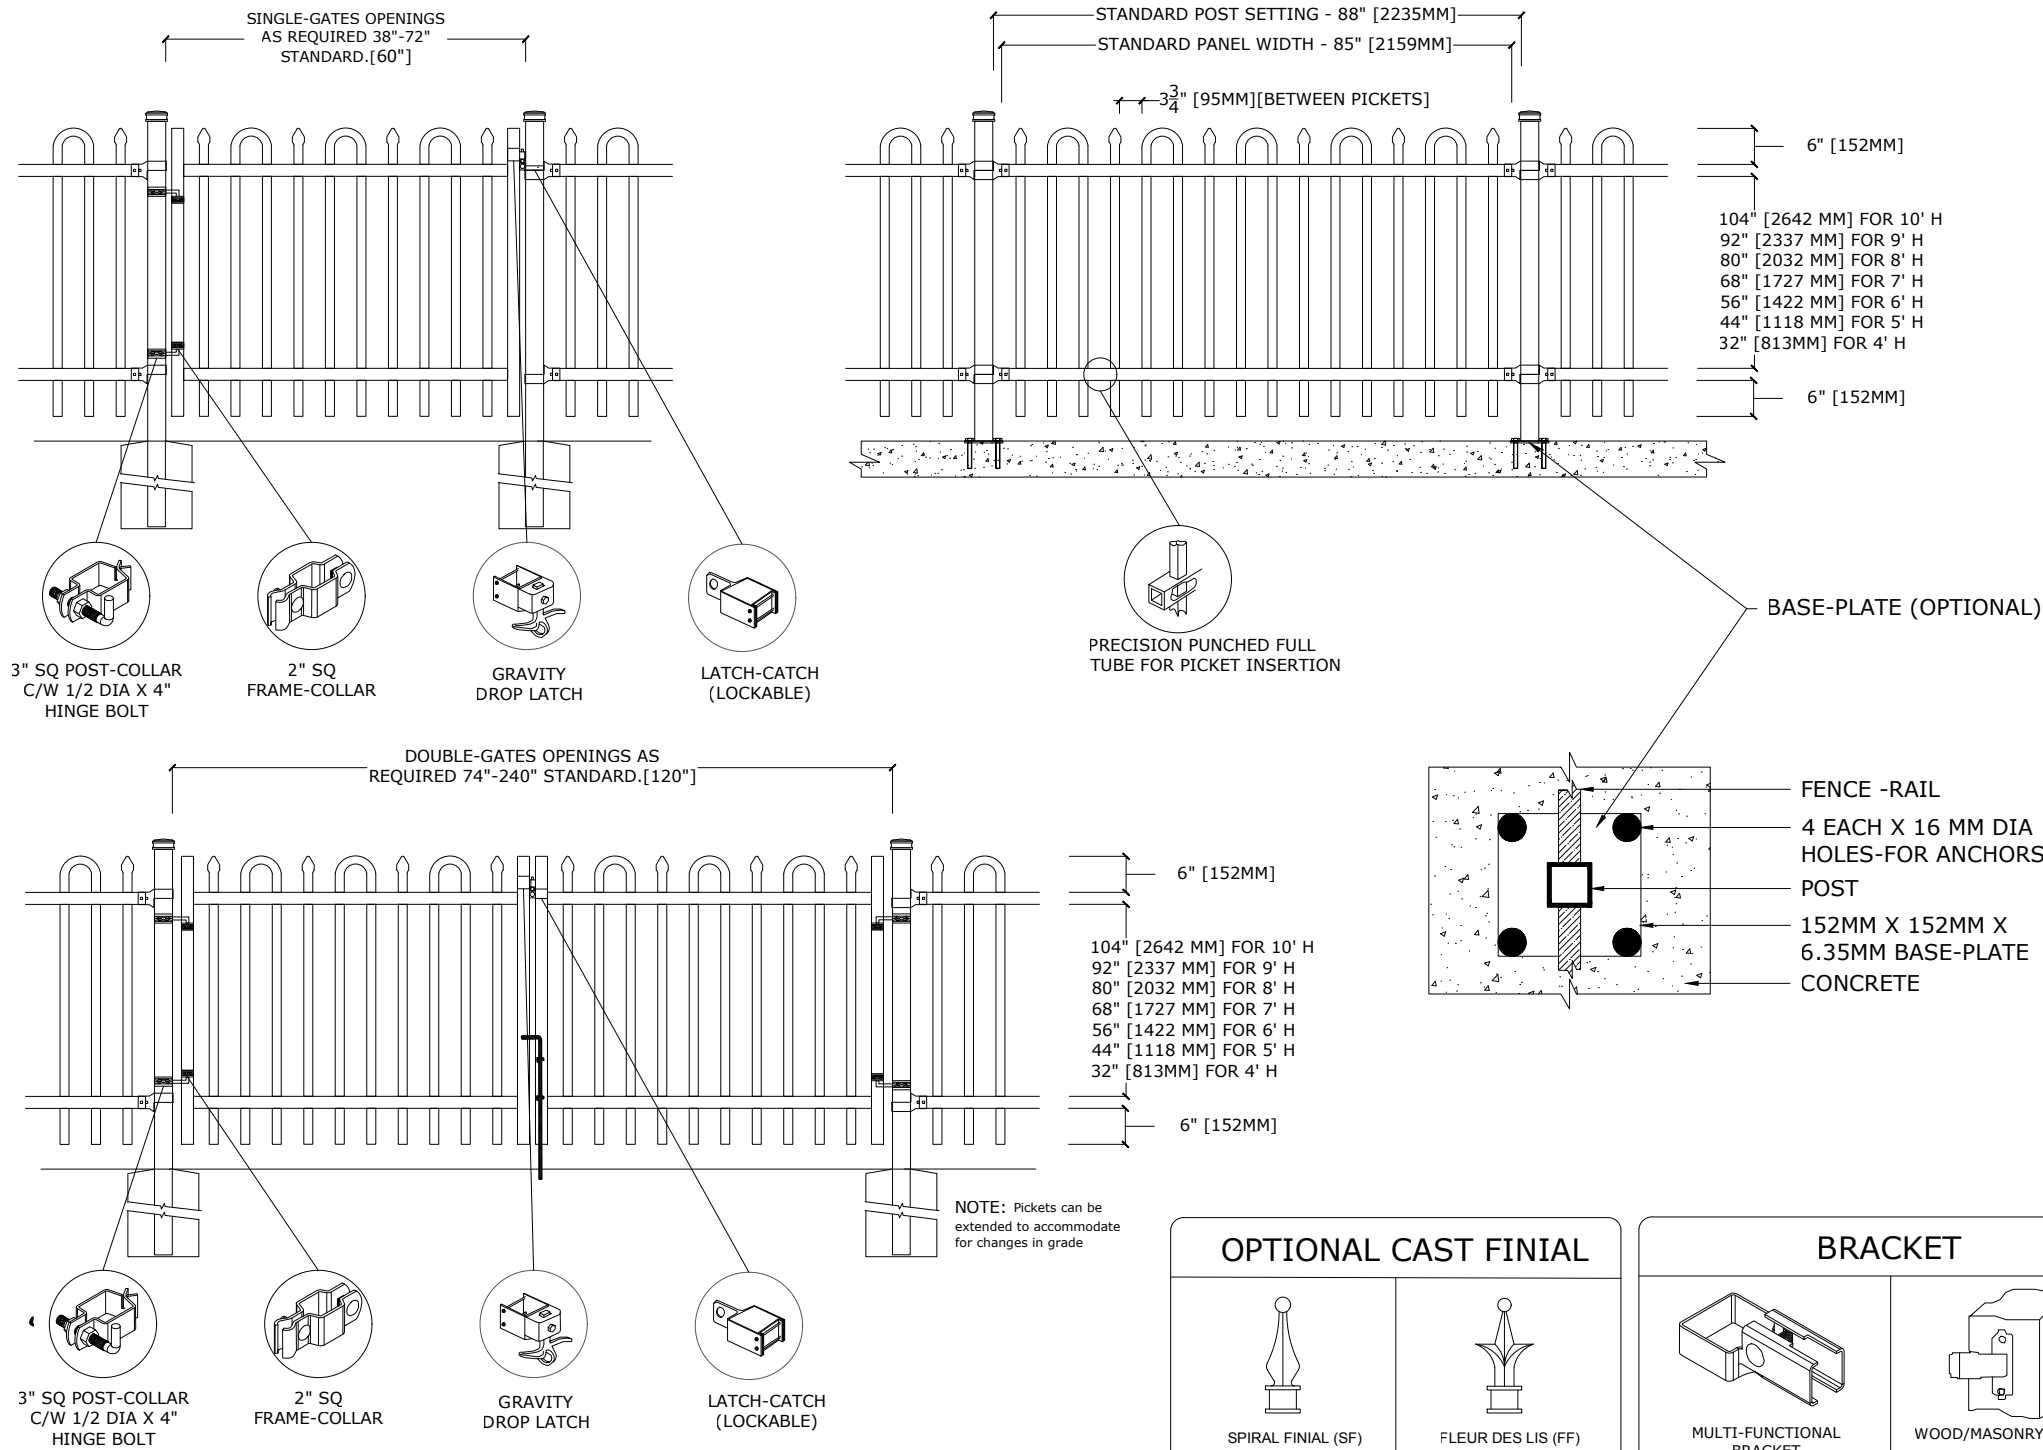 SINGLE-GATES OPENINGS
AS REQUIRED 38"-72"
STANDARD.[60"]
STANDARD POST SETTING - 88" [2235MM]
STANDARD PANEL WIDTH - 85" [2159MM]
3 3/4" [95MM][BETWEEN PICKETS]
6" [152MM]
104" [2642 MM] FOR 10' H
92" [2337 MM] FOR 9' H
80" [2032 MM] FOR 8' H
68" [1727 MM] FOR 7' H
56" [1422 MM] FOR 6' H
44" [1118 MM] FOR 5' H
32" [813MM] FOR 4' H
6" [152MM]
3" SQ POST-COLLAR
C/W 1/2 DIA X 4"
HINGE BOLT
2" SQ
FRAME-COLLAR
GRAVITY
DROP LATCH
LATCH-CATCH
(LOCKABLE)
PRECISION PUNCHED FULL
TUBE FOR PICKET INSERTION
BASE-PLATE (OPTIONAL)
DOUBLE-GATES OPENINGS AS
REQUIRED 74"-240" STANDARD.[120"]
6" [152MM]
104" [2642 MM] FOR 10' H
92" [2337 MM] FOR 9' H
80" [2032 MM] FOR 8' H
68" [1727 MM] FOR 7' H
56" [1422 MM] FOR 6' H
44" [1118 MM] FOR 5' H
32" [813MM] FOR 4' H
6" [152MM]
FENCE -RAIL
4 EACH X 16 MM DIA
HOLES-FOR ANCHORS
POST
152MM X 152MM X
6.35MM BASE-PLATE
CONCRETE
NOTE: Pickets can be
extended to accommodate
for changes in grade
3" SQ POST-COLLAR
C/W 1/2 DIA X 4"
HINGE BOLT
2" SQ
FRAME-COLLAR
GRAVITY
DROP LATCH
LATCH-CATCH
(LOCKABLE)
OPTIONAL CAST FINIAL
SPIRAL FINIAL (SF)
FLEUR DES LIS (FF)
BRACKET
MULTI-FUNCTIONAL
BRACKET
WOOD/MASONRY